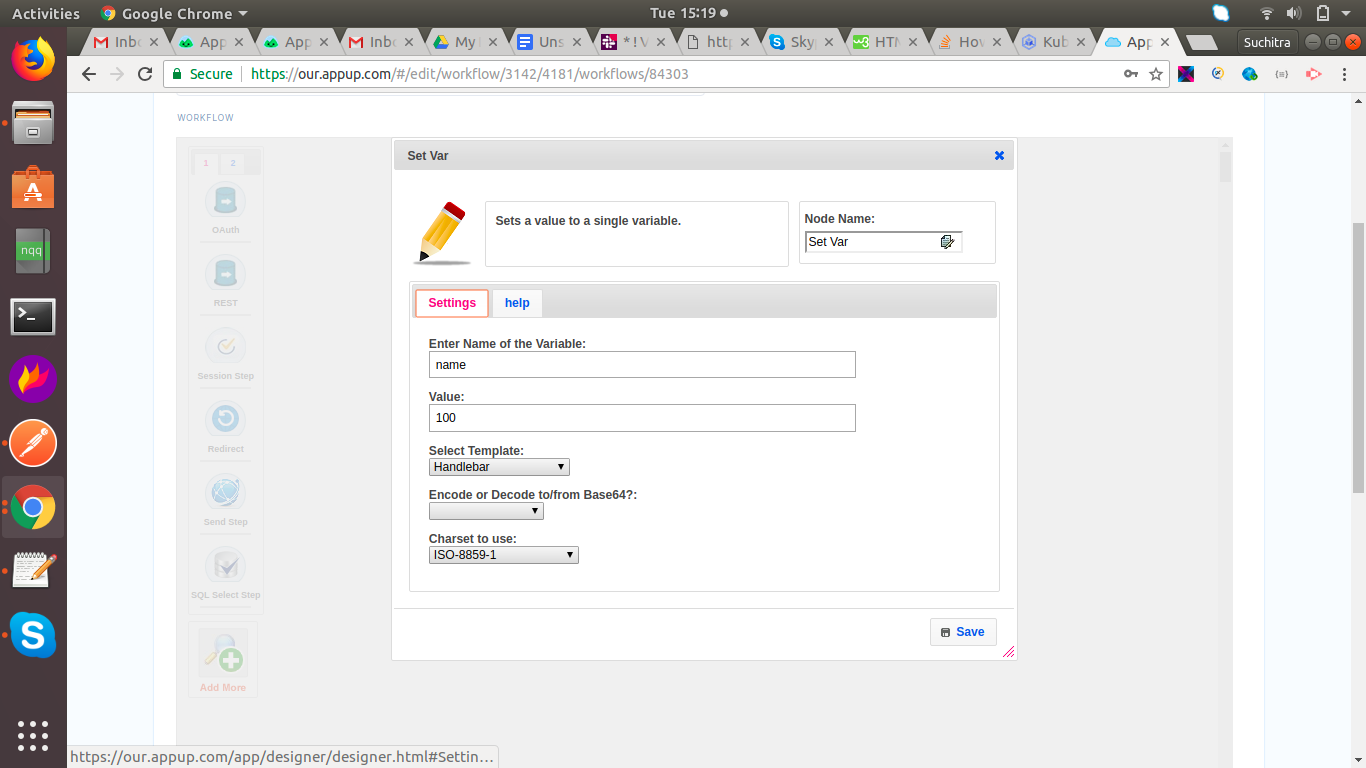 Activities Google Chrome Tue 15:19
Inbo App App Inbo My Uns *!V http Sky HTM How Kub App Suchitra
Secure https://our.appup.com/#/edit/workflow/3142/4181/workflows/84303
WORKFLOW
Set Var
1 2
OAuth
REST
Session Step
Redirect
Send Step
SQL Select Step
Add More
Sets a value to a single variable.
Node Name:
Set Var
Settings help
Enter Name of the Variable:
name
Value:
100
Select Template:
Handlebar
Encode or Decode to/from Base64?:
Charset to use:
ISO-8859-1
Save
nqq
https://our.appup.com/app/designer/designer.html#Settin…